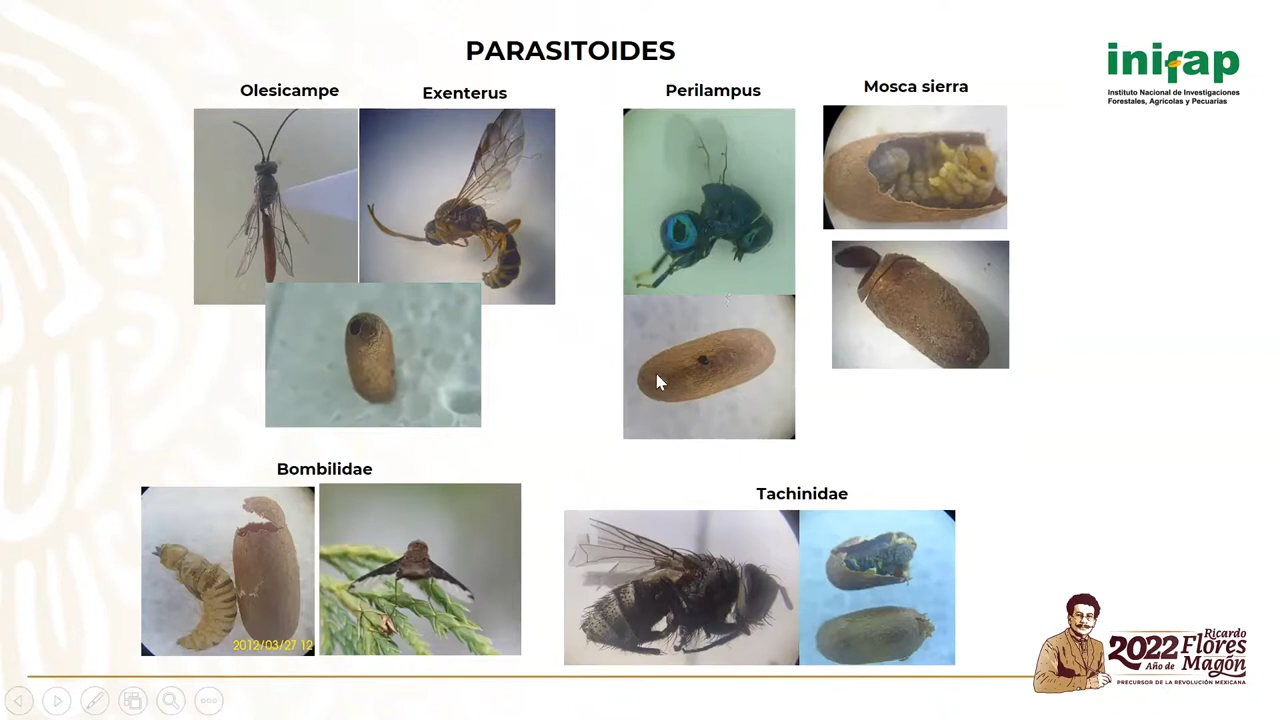 PARASITOIDES
inifap
Instituto Nacional de Investigaciones
Forestales, Agrícolas y Pecuarias
Olesicampe
Exenterus
Perilampus
Mosca sierra
Bombilidae
Tachinidae
2012/03/27 12
2022
Año de
Ricardo
Flores
Magón
PRECURSOR DE LA REVOLUCIÓN MEXICANA